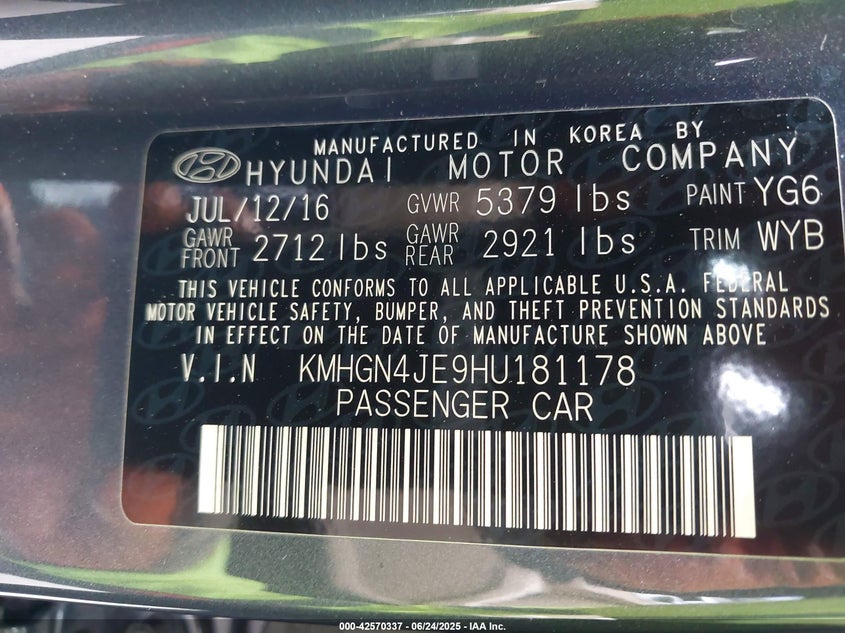 MANUFACTURED IN KOREA BY
HYUNDAI MOTOR COMPANY
JUL/12/16 GVWR 5379 lbs PAINT YG6
GAWR FRONT 2712 lbs GAWR REAR 2921 lbs TRIM WYB
THIS VEHICLE CONFORMS TO ALL APPLICABLE U.S.A. FEDERAL
MOTOR VEHICLE SAFETY, BUMPER, AND THEFT PREVENTION STANDARDS
IN EFFECT ON THE DATE OF MANUFACTURE SHOWN ABOVE
V.I.N KMHGN4JE9HU181178
PASSENGER CAR
000-42570337 - 06/24/2025 - IAA Inc.